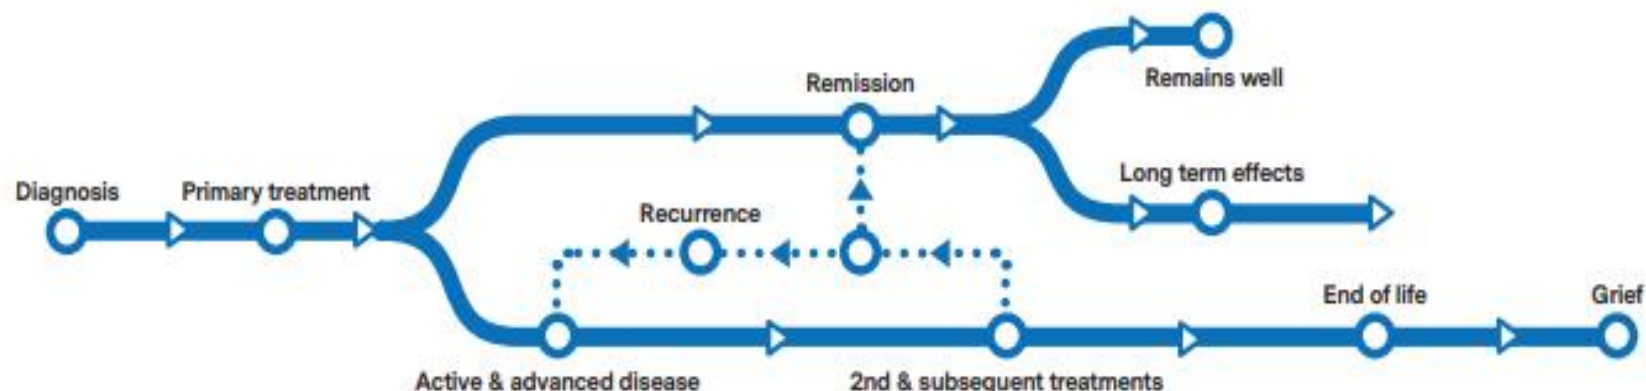 Diagnosis
Primary treatment
Remission
Remains well
Long term effects
Recurrence
Active & advanced disease
2nd & subsequent treatments
End of life
Grief